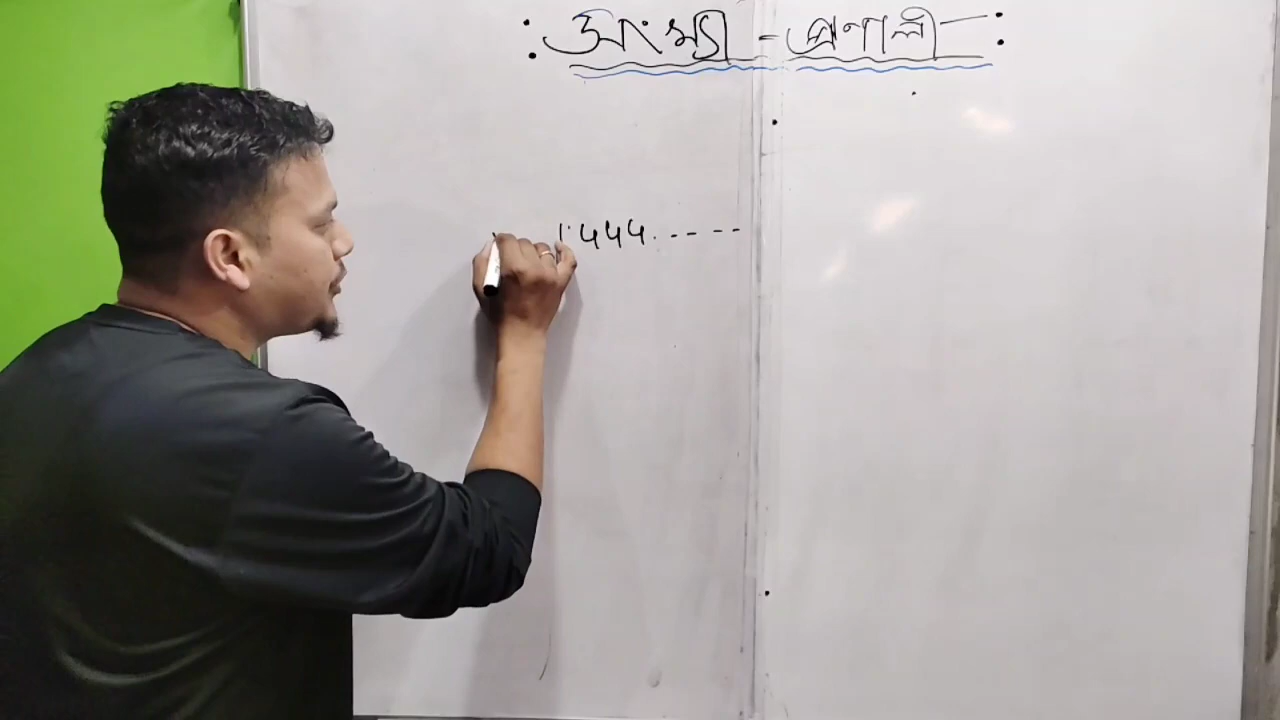 : সংখ্যা - প্রণালী :
1.444.-----